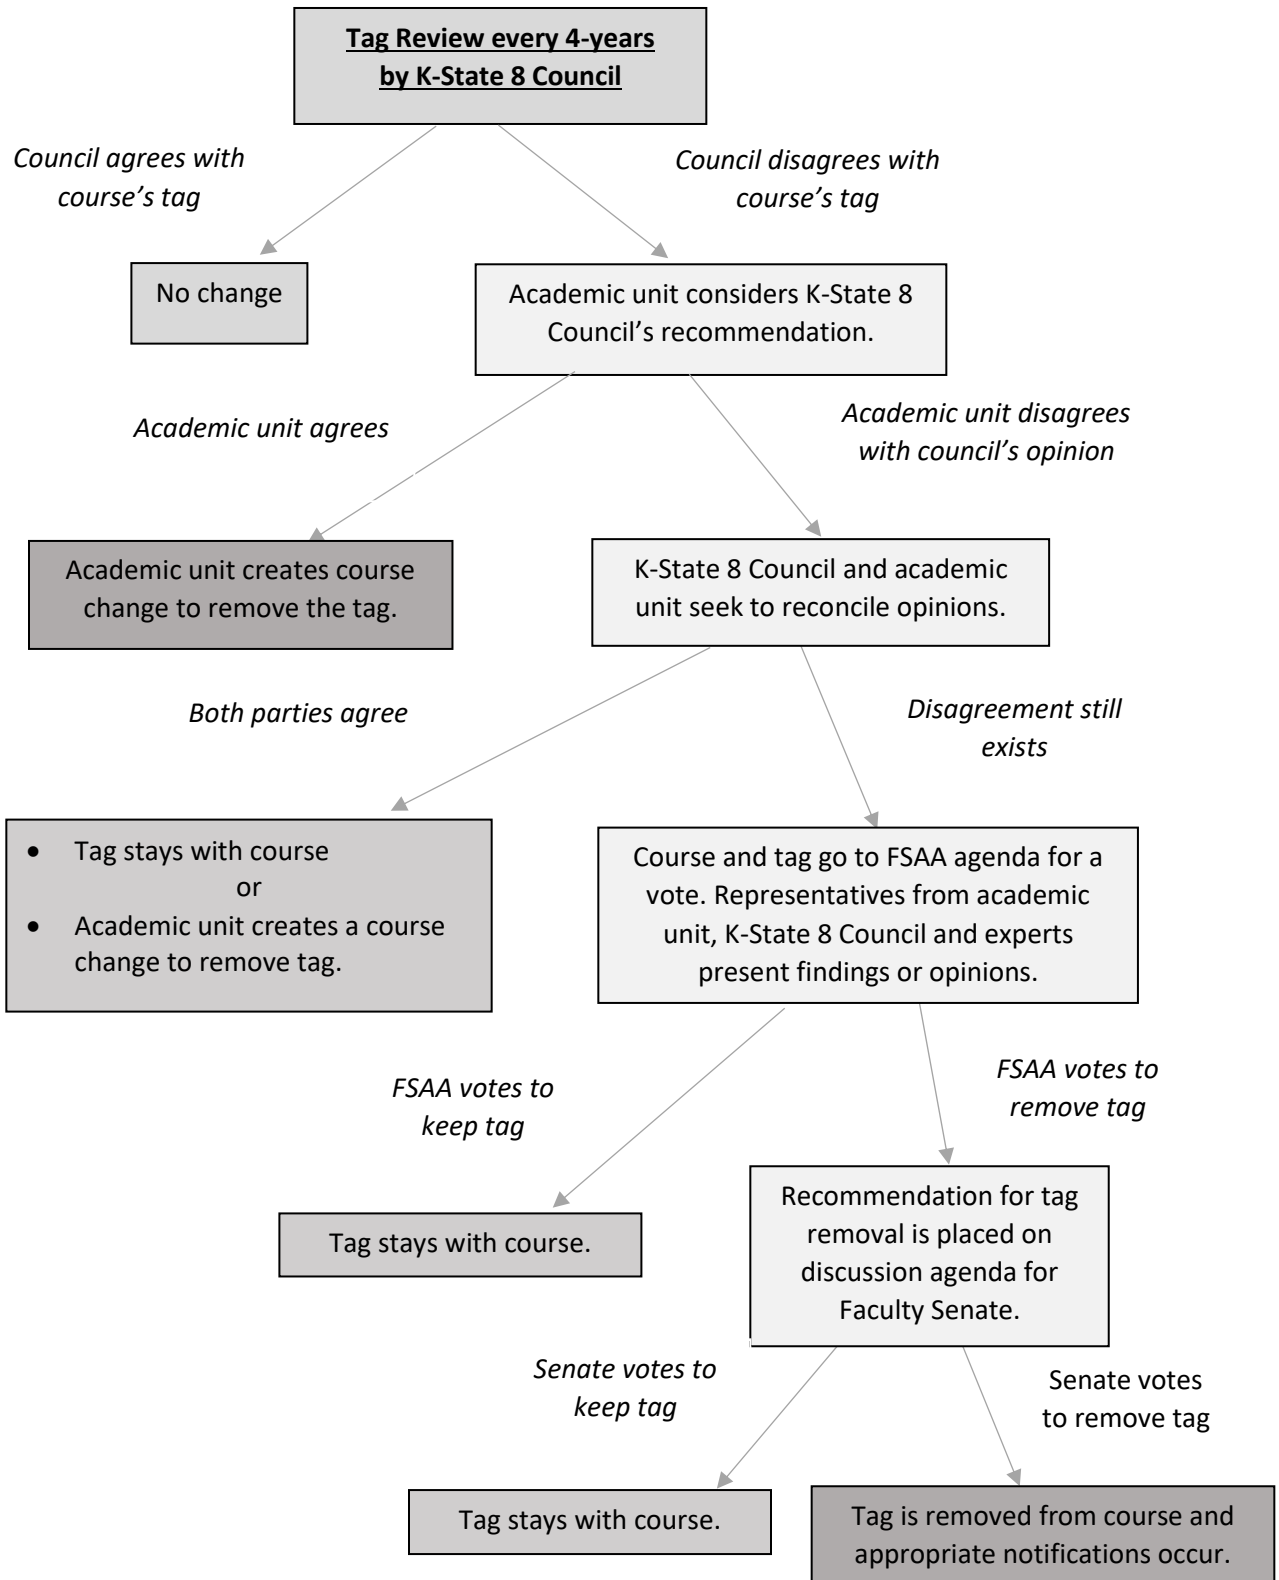 Tag Review every 4-years
by K-State 8 Council
Council agrees with
course’s tag
Council disagrees with
course’s tag
No change
Academic unit considers K-State 8
Council’s recommendation.
Academic unit agrees
Academic unit disagrees
with council’s opinion
Academic unit creates course
change to remove the tag.
K-State 8 Council and academic
unit seek to reconcile opinions.
Both parties agree
Disagreement still
exists
• Tag stays with course
or
• Academic unit creates a course
change to remove tag.
Course and tag go to FSAA agenda for a
vote. Representatives from academic
unit, K-State 8 Council and experts
present findings or opinions.
FSAA votes to
keep tag
FSAA votes to
remove tag
Tag stays with course.
Recommendation for tag
removal is placed on
discussion agenda for
Faculty Senate.
Senate votes to
keep tag
Senate votes
to remove tag
Tag stays with course.
Tag is removed from course and
appropriate notifications occur.